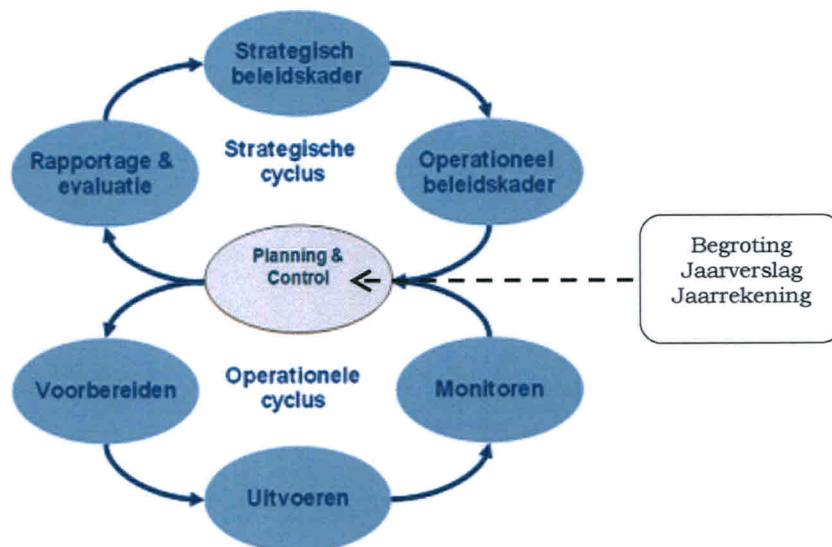 Strategisch
beleidskader
Rapportage &
evaluatie
Strategische
cyclus
Operationeel
beleidskader
Planning &
Control
Begroting
Jaarverslag
Jaarrekening
Voorbereiden
Operationele
cyclus
Monitoren
Uitvoeren